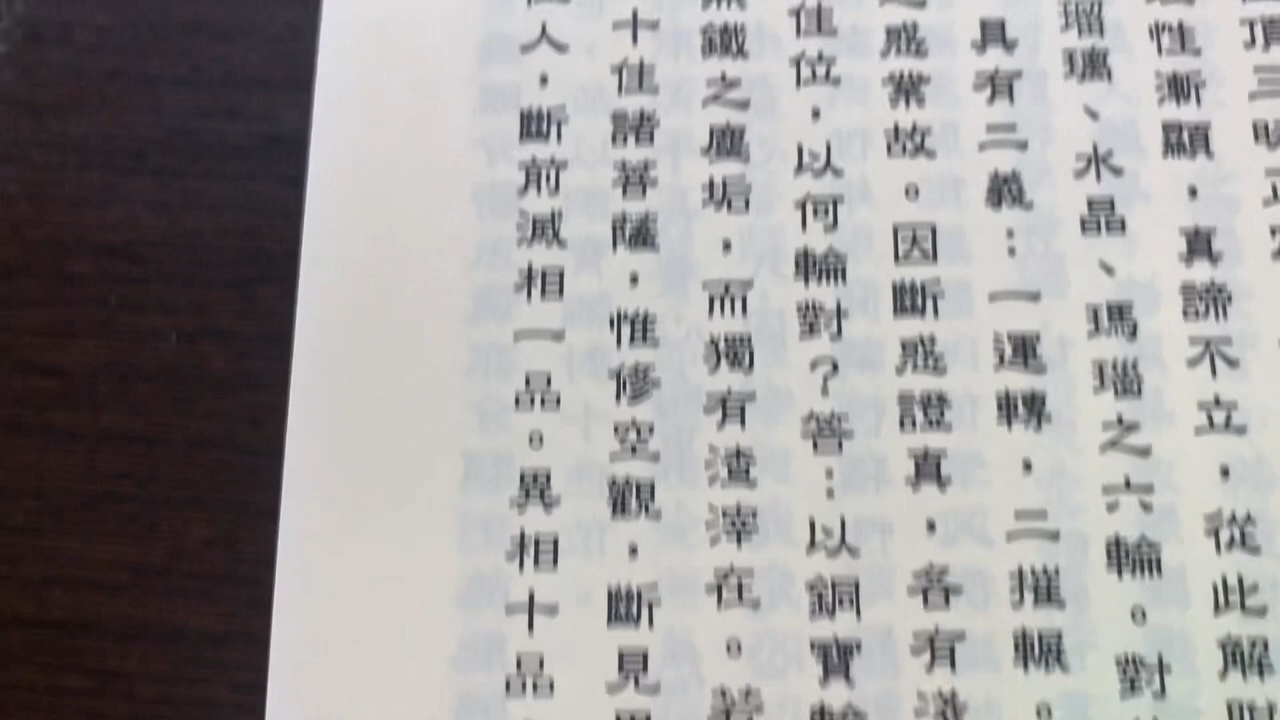 頂三
性漸顯，真諦不立，從此解
瑠璃、水晶、瑪瑙之六輪。對
具有二義：一運轉，二摧輾。
惑業故。因斷惑證真，各有
住位，以何輪對？答：以銅寶輪
鐵之塵垢，而獨有渣滓在。若
十住諸菩薩，惟修空觀，斷見
人，斷前滅相一品。異相十品